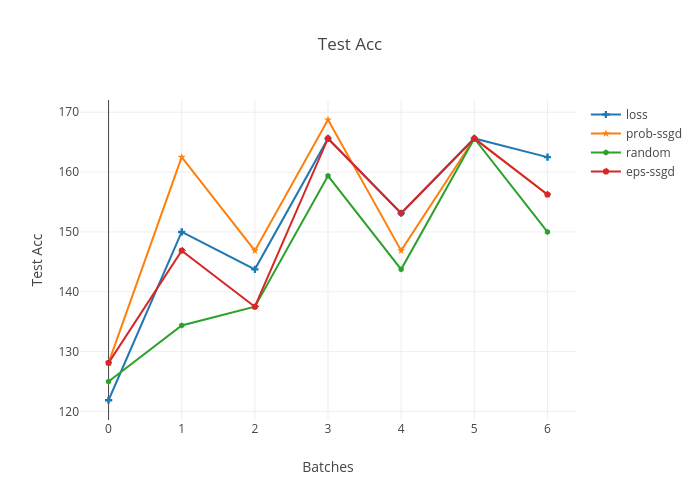 Test Acc
170
160
150
140
130
120
Test Acc
0 1 2 3 4 5 6
Batches
loss
prob-ssgd
random
eps-ssgd